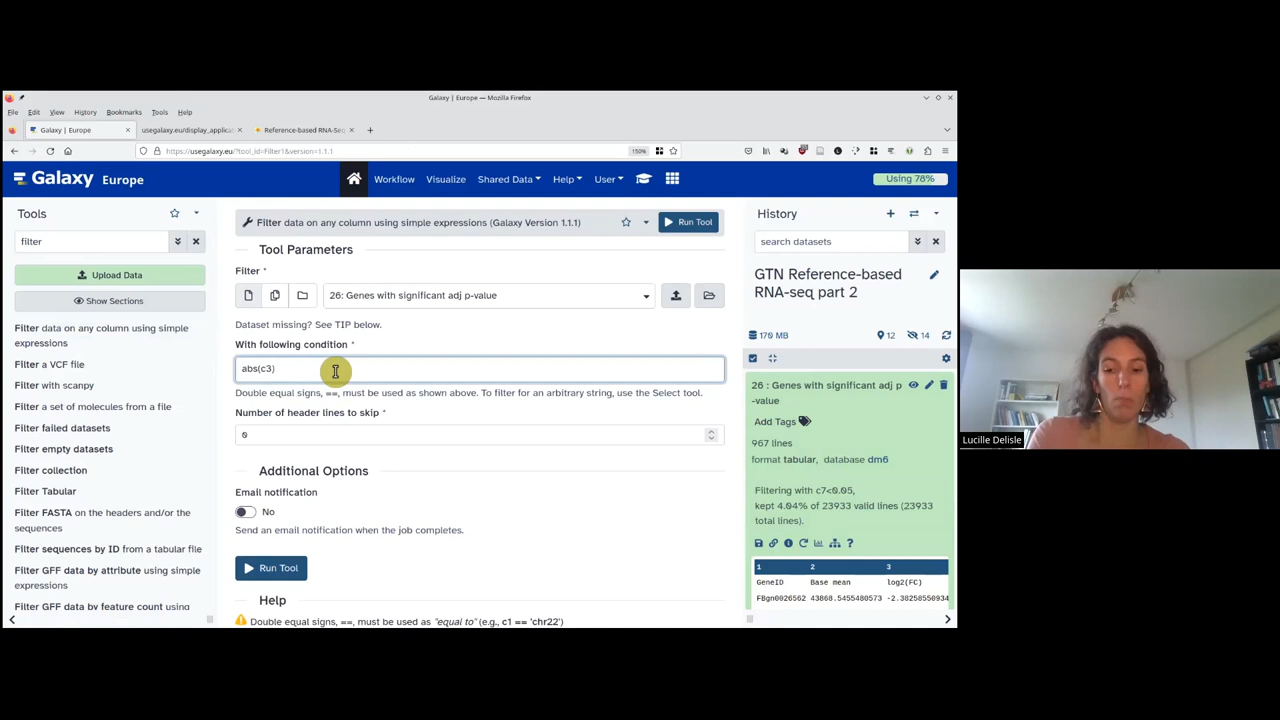 Galaxy | Europe — Mozilla Firefox
File Edit View History Bookmarks Tools Help
Galaxy | Europe
usegalaxy.eu/display_applicat
Reference-based RNA-Seq
https://usegalaxy.eu/?tool_id=Filter1&version=1.1.1
150%
Galaxy Europe
Workflow Visualize Shared Data Help User
Using 78%
Tools
filter
Upload Data
Show Sections
Filter data on any column using simple
expressions
Filter a VCF file
Filter with scanpy
Filter a set of molecules from a file
Filter failed datasets
Filter empty datasets
Filter collection
Filter Tabular
Filter FASTA on the headers and/or the
sequences
Filter sequences by ID from a tabular file
Filter GFF data by attribute using simple
expressions
Filter GFF data by feature count using
Filter data on any column using simple expressions (Galaxy Version 1.1.1)
Run Tool
Tool Parameters
Filter *
26: Genes with significant adj p-value
Dataset missing? See TIP below.
With following condition *
abs(c3)
Double equal signs, ==, must be used as shown above. To filter for an arbitrary string, use the Select tool.
Number of header lines to skip *
0
Additional Options
Email notification
No
Send an email notification when the job completes.
Run Tool
Help
Double equal signs, ==, must be used as "equal to" (e.g., c1 == 'chr22')
History
search datasets
GTN Reference-based
RNA-seq part 2
170 MB
12
14
26 : Genes with significant adj p
-value
Add Tags
967 lines
format tabular, database dm6
Filtering with c7<0.05,
kept 4.04% of 23933 valid lines (23933
total lines).
1 2 3
GeneID Base mean log2(FC)
FBgn0026562 43868.5455480573 -2.38258550934
Lucille Delisle